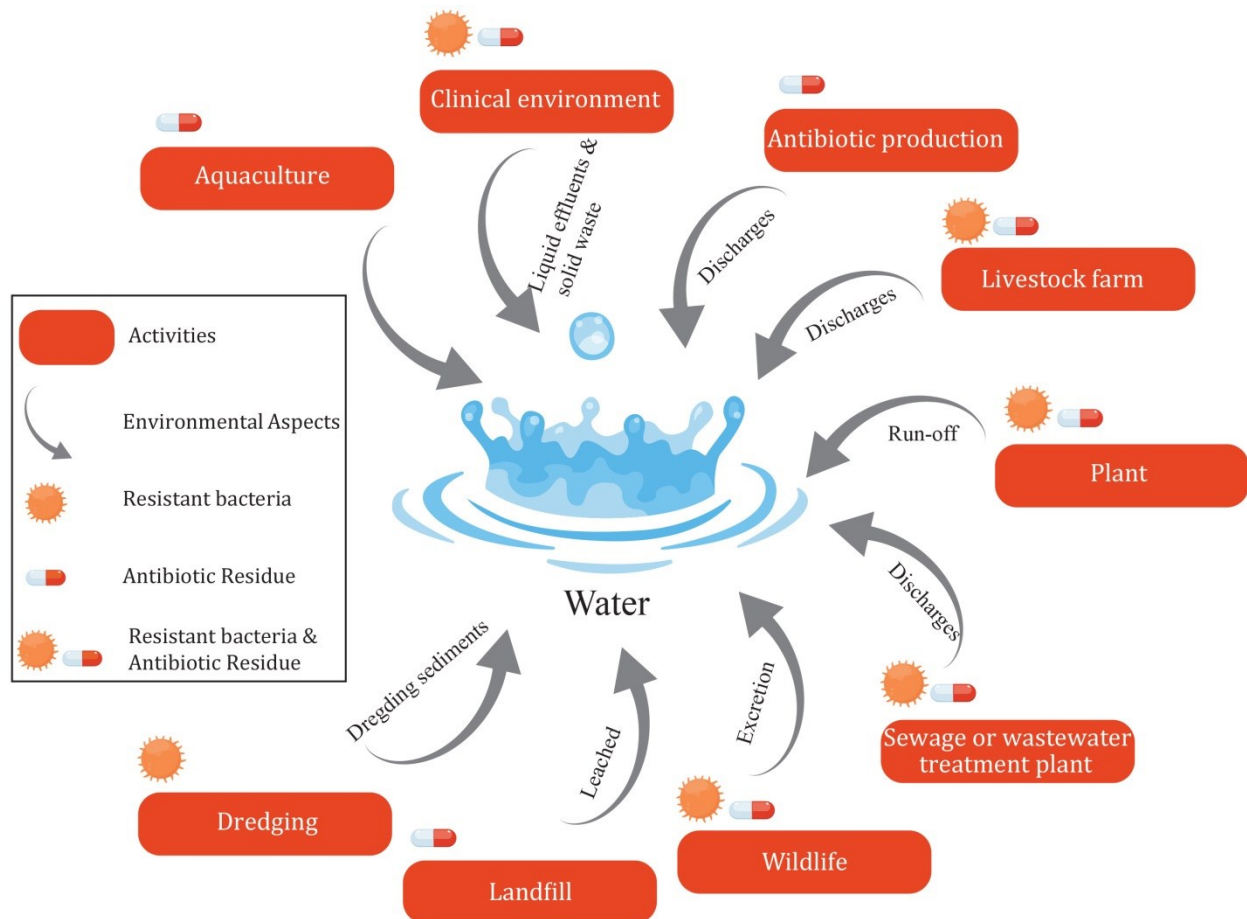 Clinical environment
Antibiotic production
Aquaculture
Livestock farm
Liquid effluents &
solid waste
Discharges
Discharges
Activities
Environmental Aspects
Resistant bacteria
Antibiotic Residue
Resistant bacteria &
Antibiotic Residue
Run-off
Plant
Water
Discharges
Sewage or wastewater
treatment plant
Dregding sediments
Leached
Excretion
Dredging
Landfill
Wildlife